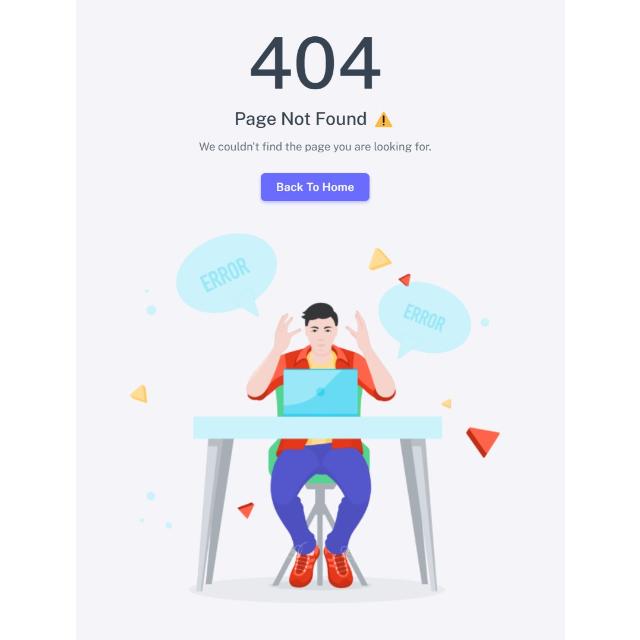 404
Page Not Found ⚠️
We couldn't find the page you are looking for.
Back To Home
ERROR
ERROR